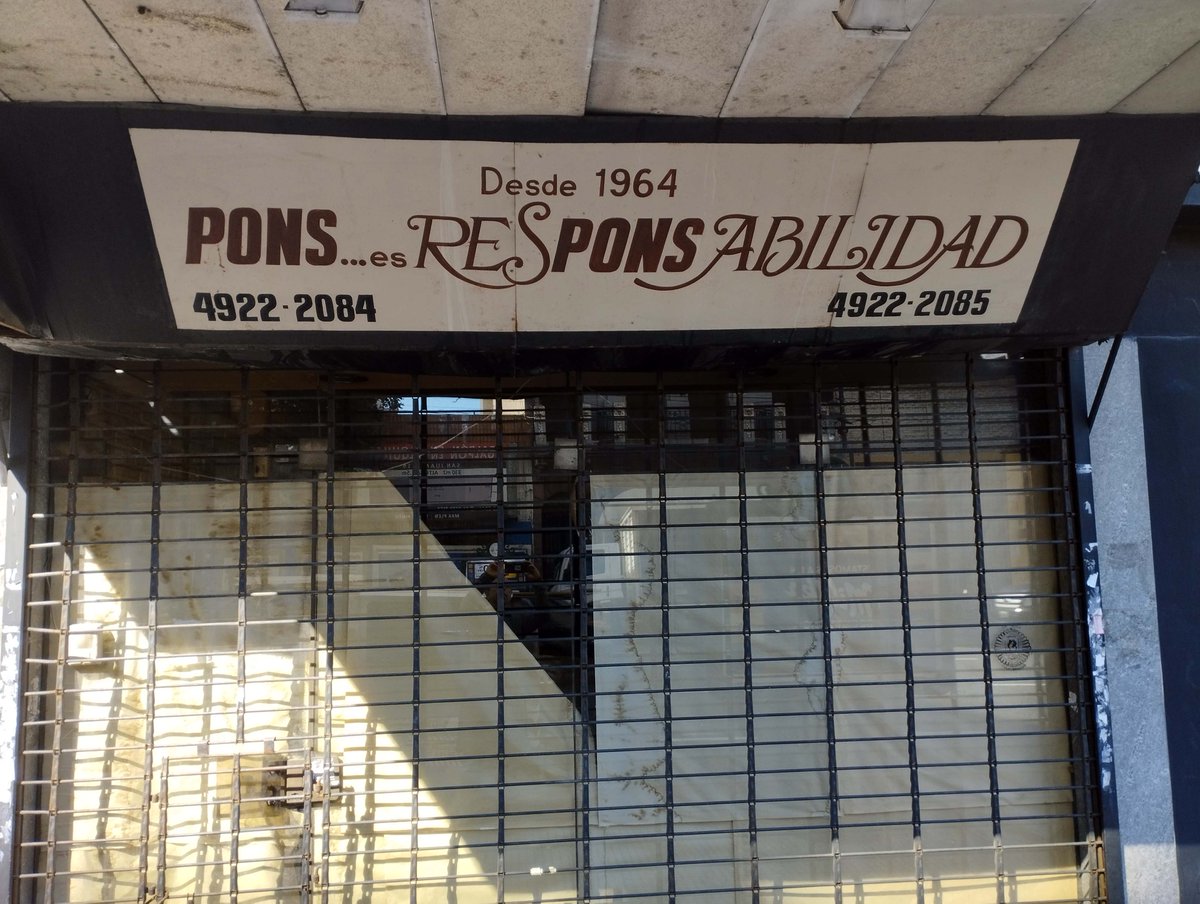 Desde 1964
PONS...es RESPONSABILIDAD
4922-2084 4922-2085